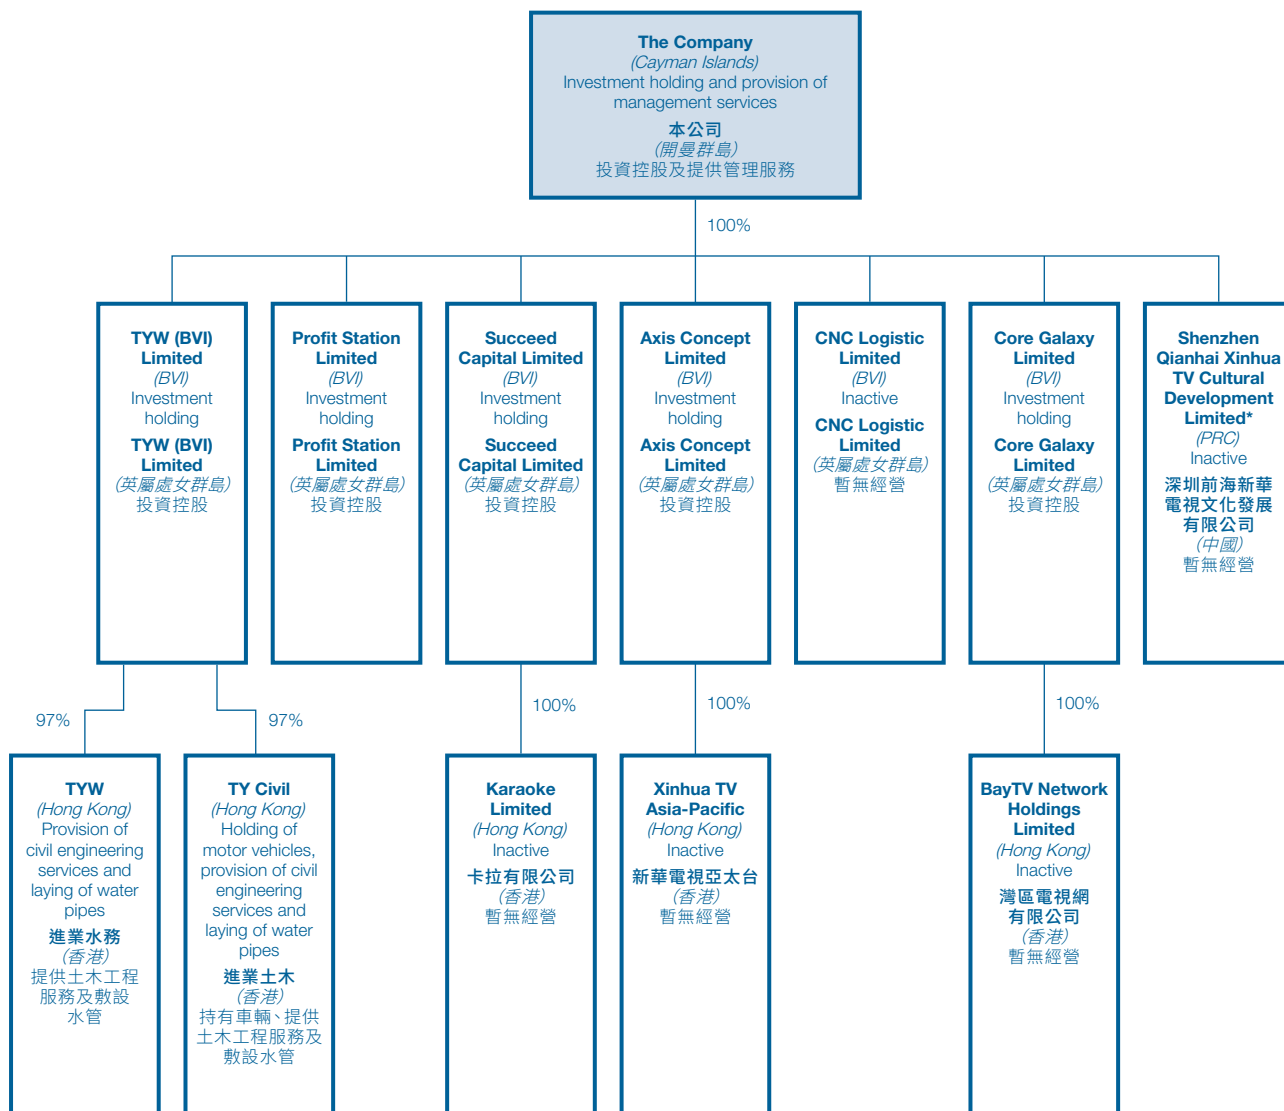 The Company
(Cayman Islands)
Investment holding and provision of
management services
本公司
(開曼群島)
投資控股及提供管理服務
100%
TYW (BVI)
Limited
(BVI)
Investment
holding
TYW (BVI)
Limited
(英屬處女群島)
投資控股
Profit Station
Limited
(BVI)
Investment
holding
Profit Station
Limited
(英屬處女群島)
投資控股
Succeed
Capital Limited
(BVI)
Investment
holding
Succeed
Capital Limited
(英屬處女群島)
投資控股
Axis Concept
Limited
(BVI)
Investment
holding
Axis Concept
Limited
(英屬處女群島)
投資控股
CNC Logistic
Limited
(BVI)
Inactive
CNC Logistic
Limited
(英屬處女群島)
暫無經營
Core Galaxy
Limited
(BVI)
Investment
holding
Core Galaxy
Limited
(英屬處女群島)
投資控股
Shenzhen
Qianhai Xinhua
TV Cultural
Development
Limited*
(PRC)
Inactive
深圳前海新華
電視文化發展
有限公司
(中國)
暫無經營
97%
97%
100%
100%
100%
TYW
(Hong Kong)
Provision of
civil engineering
services and
laying of water
pipes
進業水務
(香港)
提供土木工程
服務及敷設
水管
TY Civil
(Hong Kong)
Holding of
motor vehicles,
provision of civil
engineering
services and
laying of water
pipes
進業土木
(香港)
持有車輛、提供
土木工程服務及
敷設水管
Karaoke
Limited
(Hong Kong)
Inactive
卡拉有限公司
(香港)
暫無經營
Xinhua TV
Asia-Pacific
(Hong Kong)
Inactive
新華電視亞太台
(香港)
暫無經營
BayTV Network
Holdings
Limited
(Hong Kong)
Inactive
灣區電視網
有限公司
(香港)
暫無經營